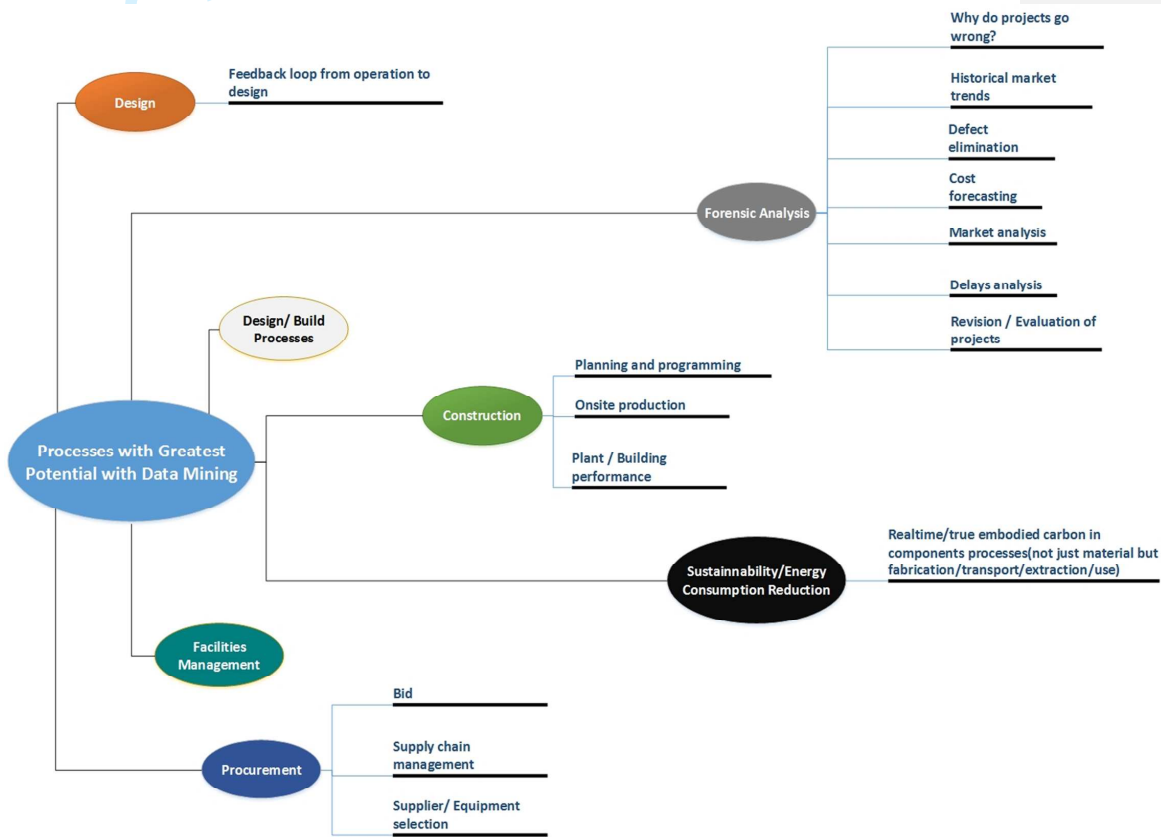 Why do projects go
wrong?
Feedback loop from operation to
design
Design
Historical market
trends
Defect
elimination
Cost
forecasting
Forensic Analysis
Market analysis
Delays analysis
Revision / Evaluation of
projects
Design/ Build
Processes
Planning and programming
Construction
Onsite production
Plant / Building
performance
Processes with Greatest
Potential with Data Mining
Realtime/true embodied carbon in
components processes(not just material but
fabrication/transport/extraction/use)
Sustainnability/Energy
Consumption Reduction
Facilities
Management
Bid
Supply chain
management
Procurement
Supplier/ Equipment
selection